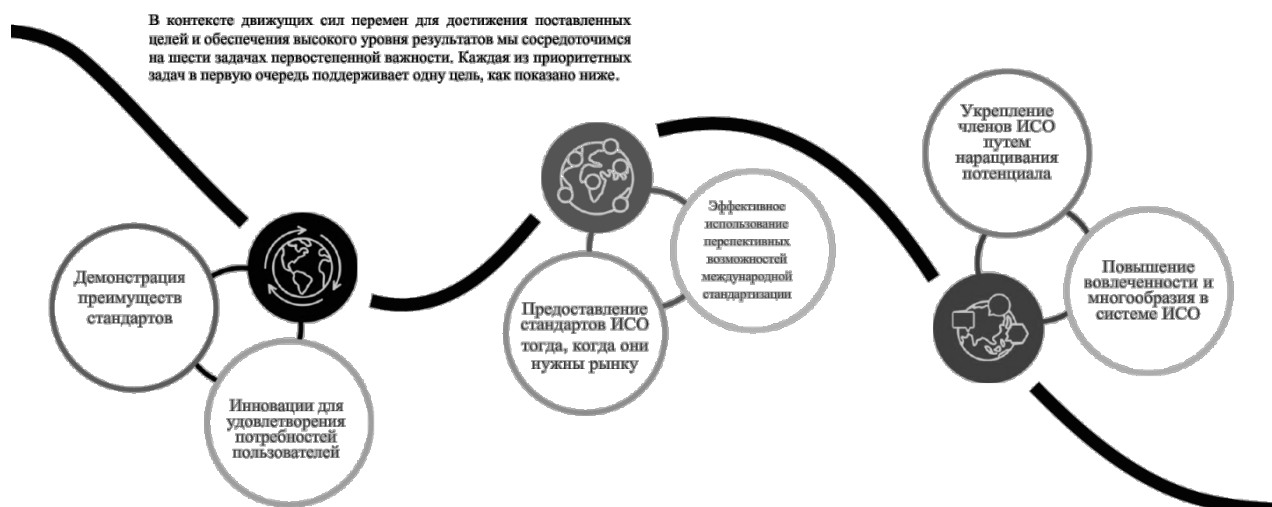 В контексте движущих сил перемен для достижения поставленных
целей и обеспечения высокого уровня результатов мы сосредоточимся
на шести задачах первостепенной важности. Каждая из приоритетных
задач в первую очередь поддерживает одну цель, как показано ниже.
Демонстрация
преимуществ
стандартов
Инновации для
удовлетворения
потребностей
пользователей
Предоставление
стандартов ИСО
тогда, когда они
нужны рынку
Эффективное
использование
перспективных
возможностей
международной
стандартизации
Укрепление
членов ИСО
путем
наращивания
потенциала
Повышение
вовлеченности и
многообразия в
системе ИСО